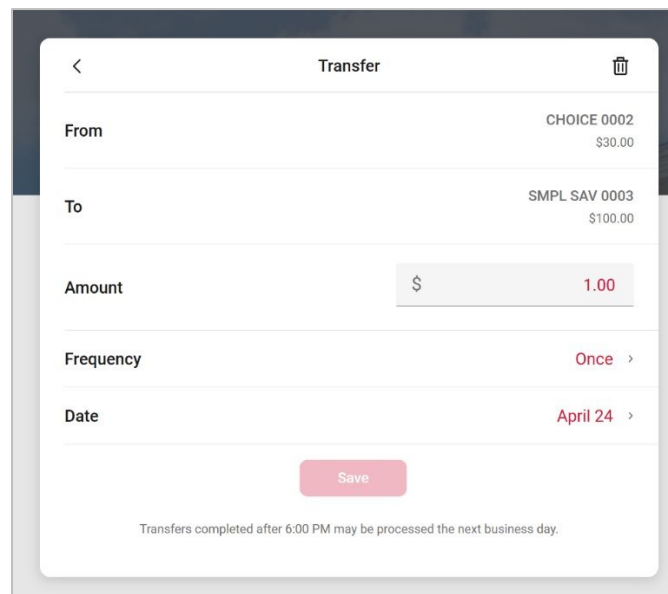 Transfer
From
CHOICE 0002
$30.00
To
SMPL SAV 0003
$100.00
Amount
$ 1.00
Frequency
Once
Date
April 24
Save
Transfers completed after 6:00 PM may be processed the next business day.